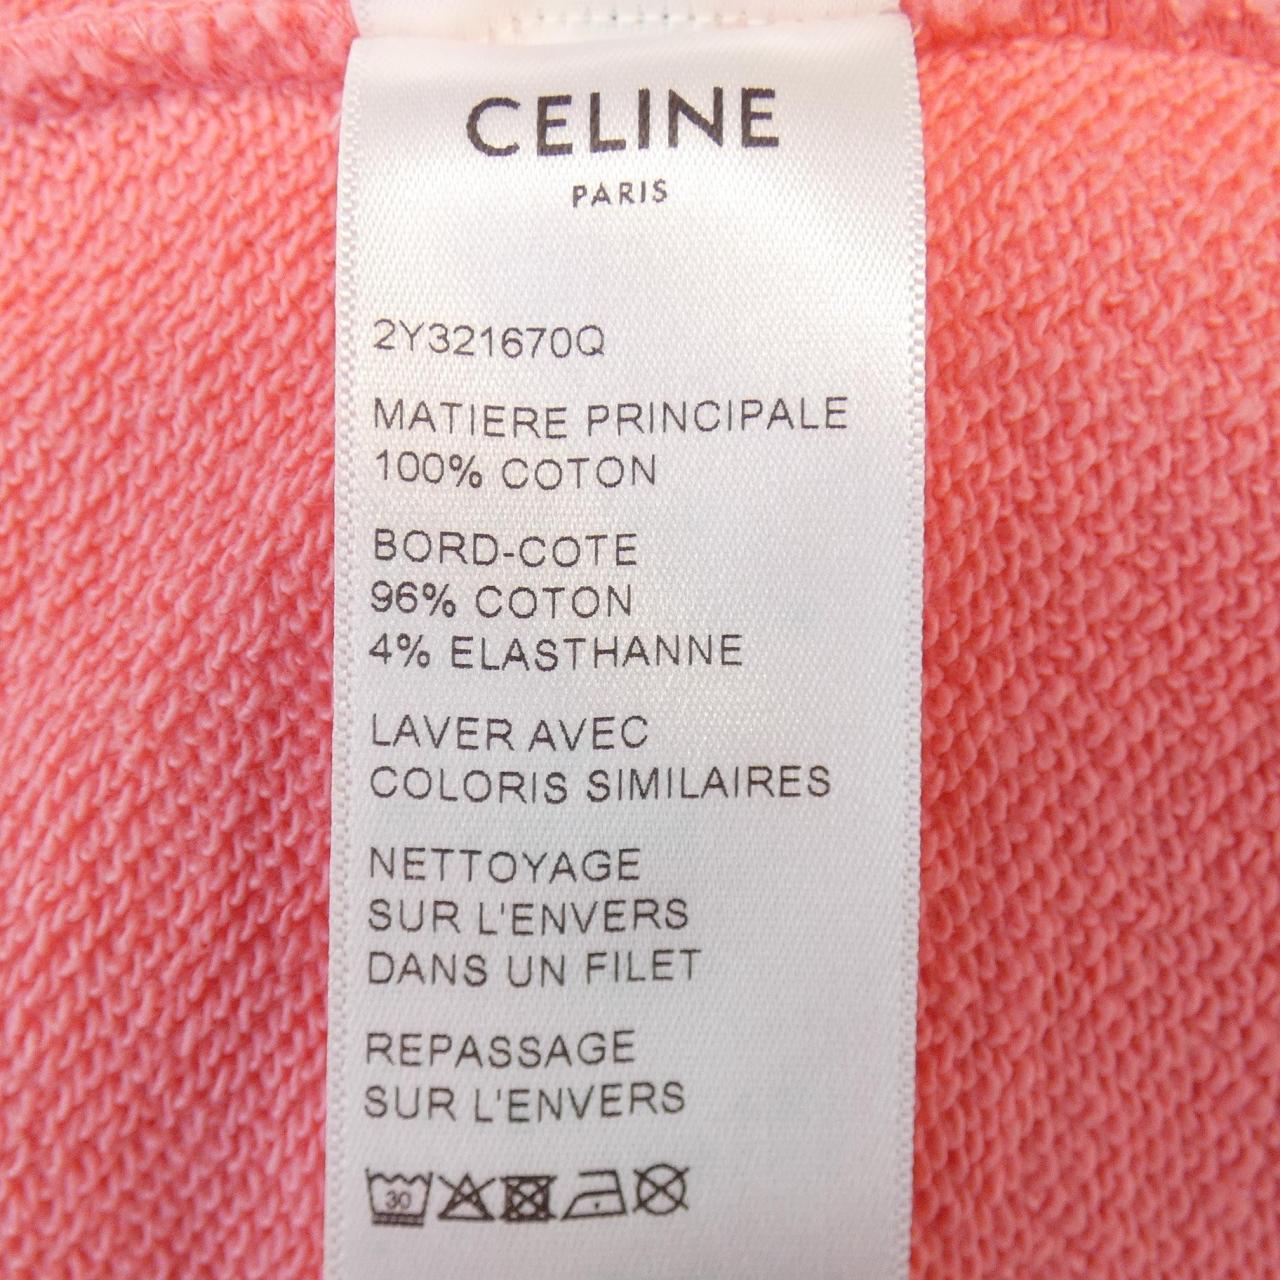 CELINE
PARIS
2Y321670Q
MATIERE PRINCIPALE
100% COTON
BORD-COTE
96% COTON
4% ELASTHANNE
LAVER AVEC
COLORIS SIMILAIRES
NETTOYAGE
SUR L'ENVERS
DANS UN FILET
REPASSAGE
SUR L'ENVERS
30